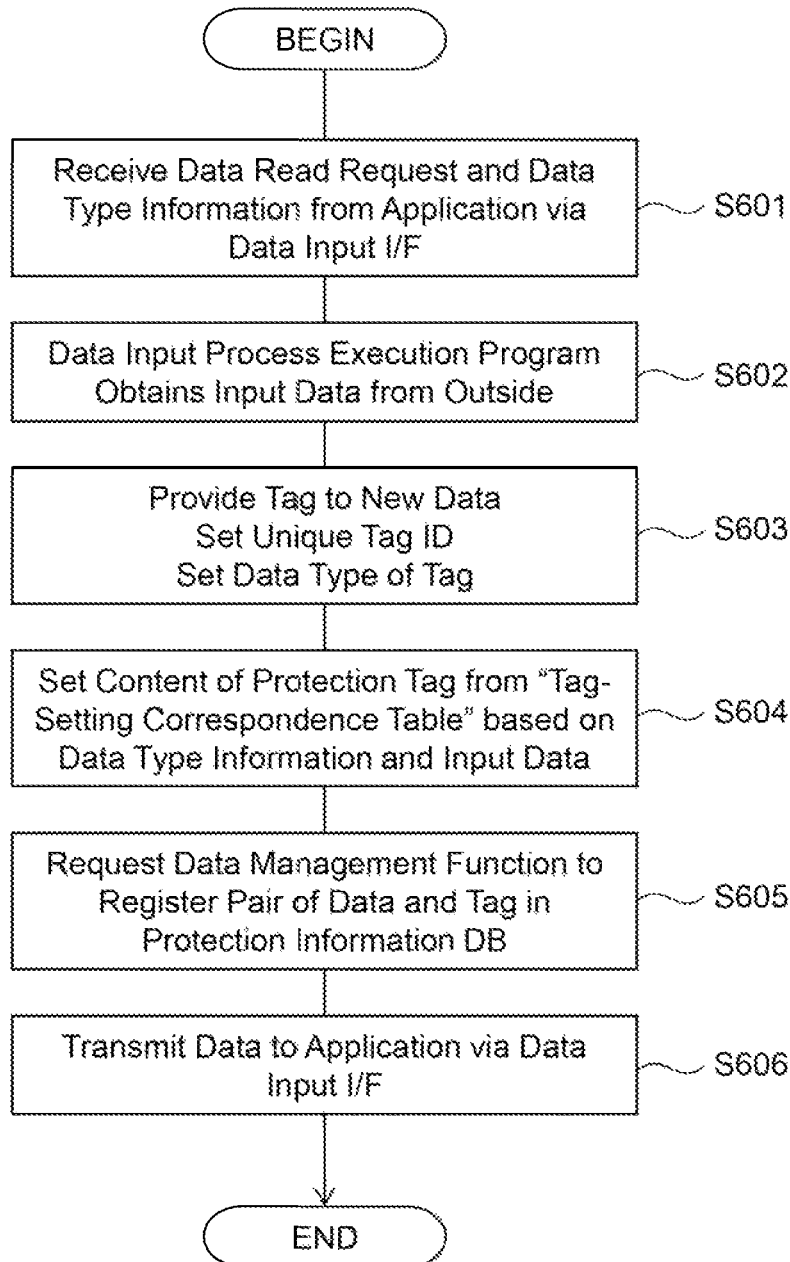 BEGIN
Receive Data Read Request and Data
Type Information from Application via
Data Input I/F
S601
Data Input Process Execution Program
Obtains Input Data from Outside
S602
Provide Tag to New Data
Set Unique Tag ID
Set Data Type of Tag
S603
Set Content of Protection Tag from “Tag-
Setting Correspondence Table” based on
Data Type Information and Input Data
S604
Request Data Management Function to
Register Pair of Data and Tag in
Protection Information DB
S605
Transmit Data to Application via Data
Input I/F
S606
END